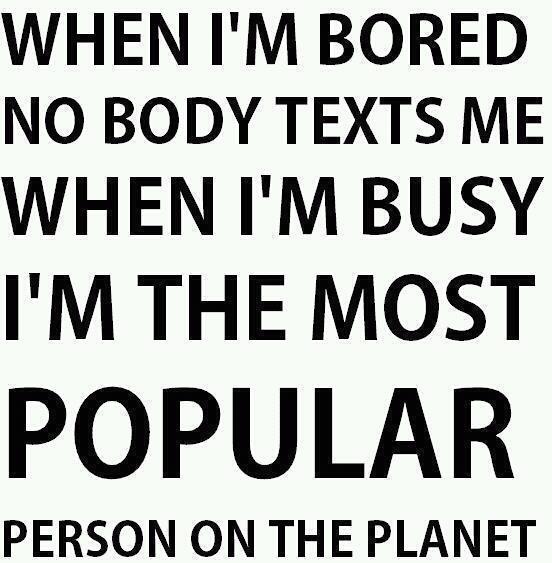 WHEN I'M BORED
NO BODY TEXTS ME
WHEN I'M BUSY
I'M THE MOST
POPULAR
PERSON ON THE PLANET